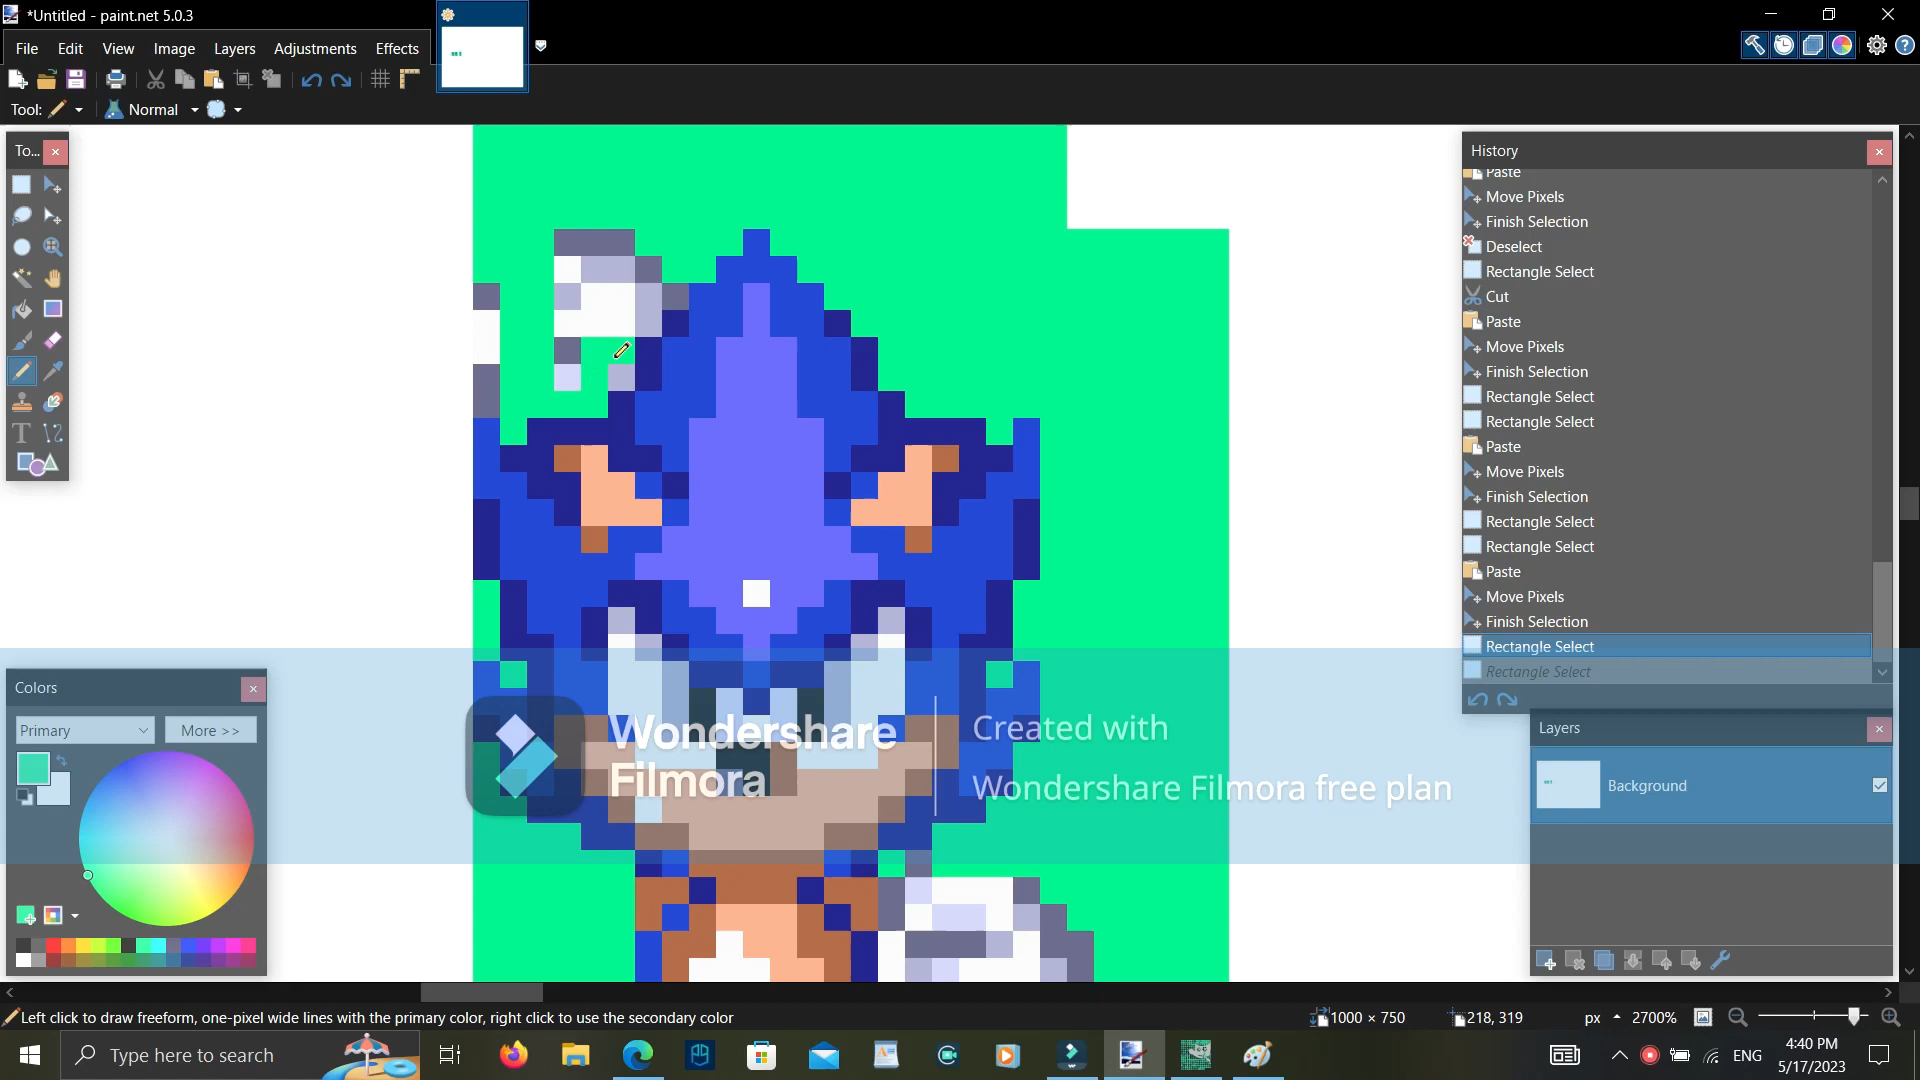 *Untitled - paint.net 5.0.3
File Edit View Image Layers Adjustments Effects
Tool: Normal
To...
History
Paste
Move Pixels
Finish Selection
Deselect
Rectangle Select
Cut
Paste
Move Pixels
Finish Selection
Rectangle Select
Rectangle Select
Paste
Move Pixels
Finish Selection
Rectangle Select
Rectangle Select
Paste
Move Pixels
Finish Selection
Rectangle Select
Rectangle Select
Colors
Primary
More >>
Wondershare
Filmora
Created with
Wondershare Filmora free plan
Layers
Background
Left click to draw freeform, one-pixel wide lines with the primary color, right click to use the secondary color
1000 × 750
218, 319
px
2700%
Type here to search
ENG
4:40 PM
5/17/2023